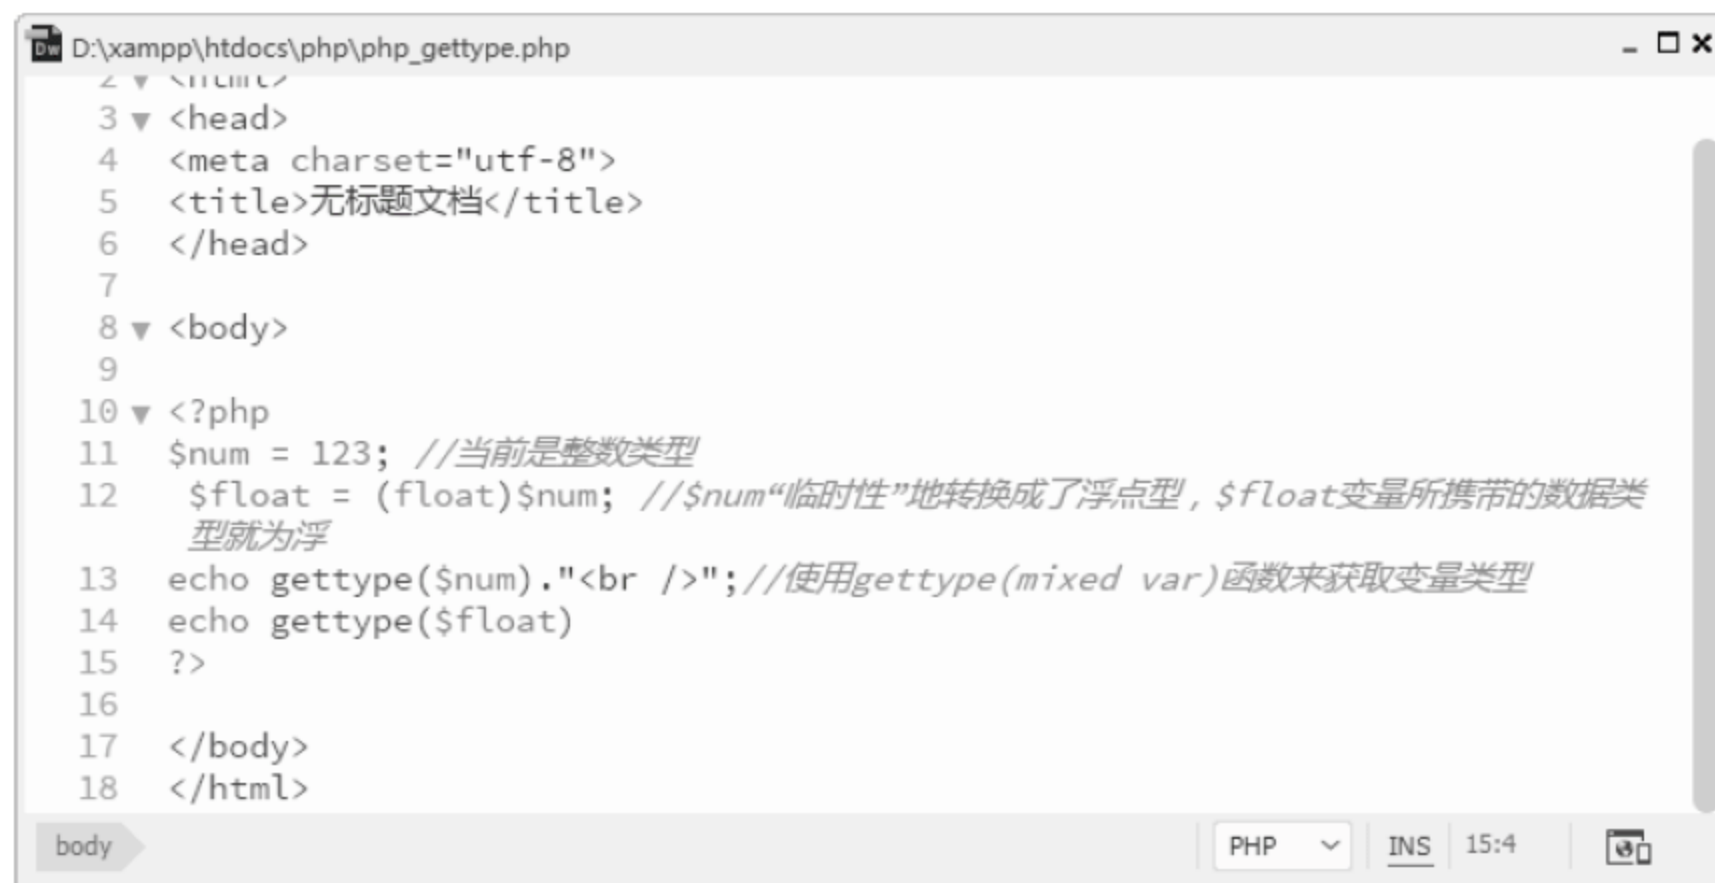 Dw D:\xampp\htdocs\php\php_gettype.php
2 <html>
3 <head>
4 <meta charset="utf-8">
5 <title>无标题文档</title>
6 </head>
7
8 <body>
9
10 <?php
11 $num = 123; //当前是整数类型
12 $float = (float)$num; //$num“临时性”地转换成了浮点型，$float变量所携带的数据类
型就为浮
13 echo gettype($num)."<br />";//使用gettype(mixed var)函数来获取变量类型
14 echo gettype($float)
15 ?>
16
17 </body>
18 </html>
body PHP INS 15:4